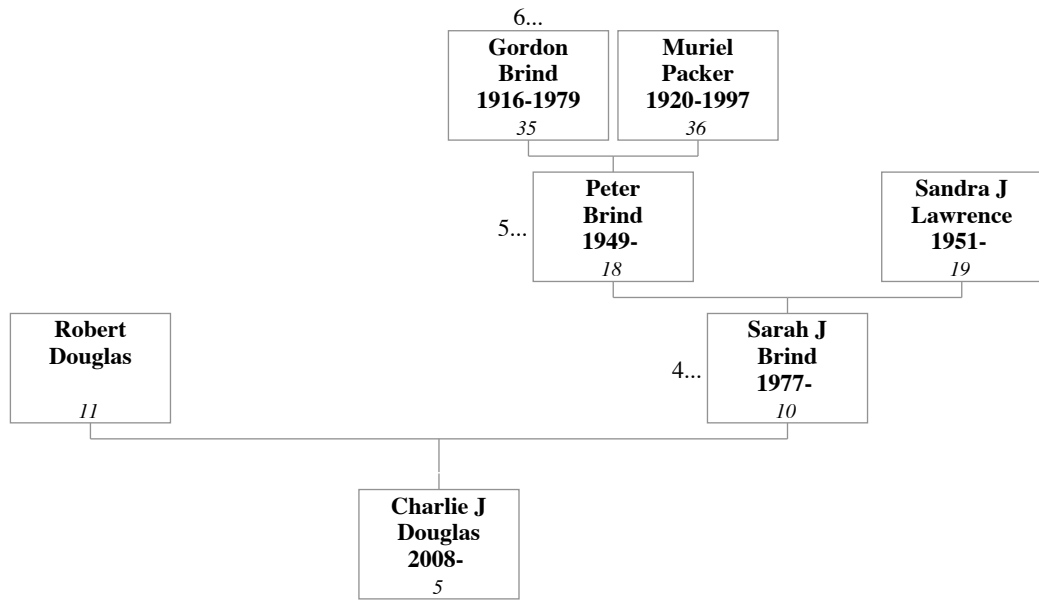 6...
Gordon
Brind
1916-1979
35
Muriel
Packer
1920-1997
36
5...
Peter
Brind
1949-
18
Sandra J
Lawrence
1951-
19
Robert
Douglas
11
4...
Sarah J
Brind
1977-
10
Charlie J
Douglas
2008-
5